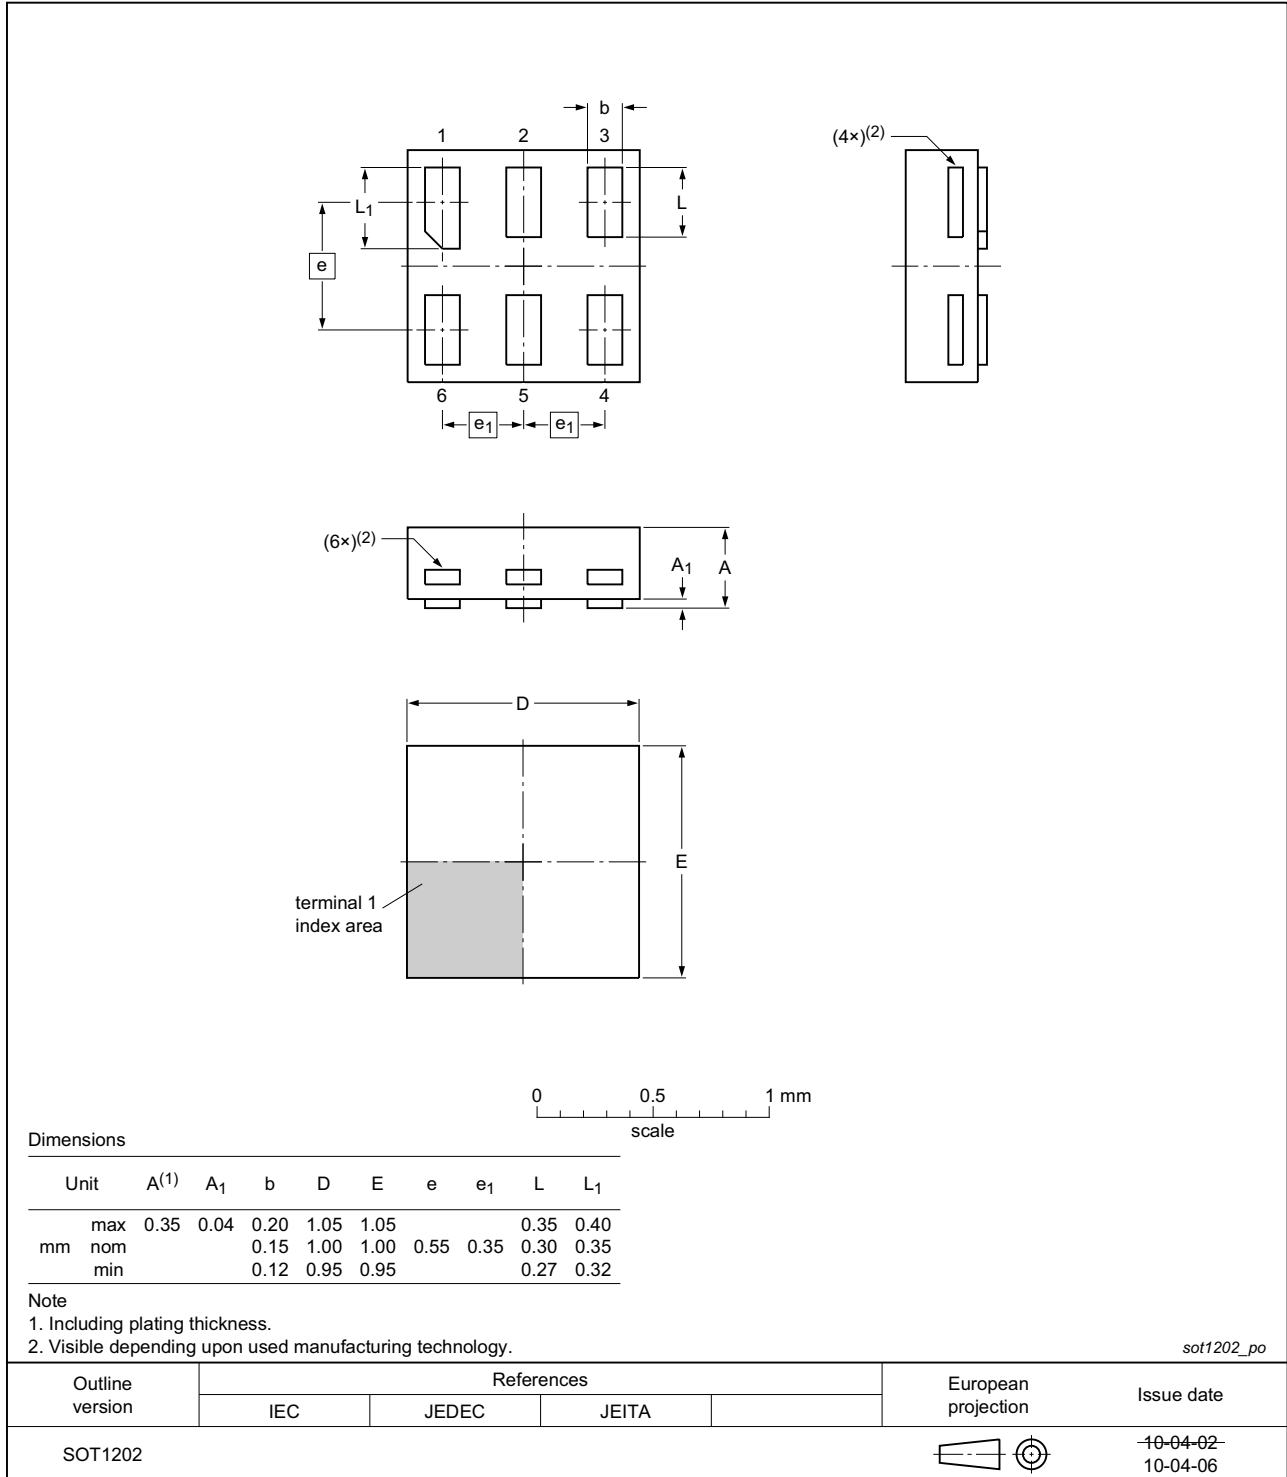 b
1 2 3
(4×)(2)
L1
L
e
6 5 4
e1 e1
(6×)(2)
A1 A
D
E
terminal 1
index area
0 0.5 1 mm
scale
Dimensions
Unit A(1) A1 b D E e e1 L L1
max 0.35 0.04 0.20 1.05 1.05 0.35 0.40
mm nom 0.15 1.00 1.00 0.55 0.35 0.30 0.35
min 0.12 0.95 0.95 0.27 0.32
Note
1. Including plating thickness.
2. Visible depending upon used manufacturing technology.
sot1202_po
Outline
version
References
IEC JEDEC JEITA
European
projection
Issue date
SOT1202
10-04-02
10-04-06